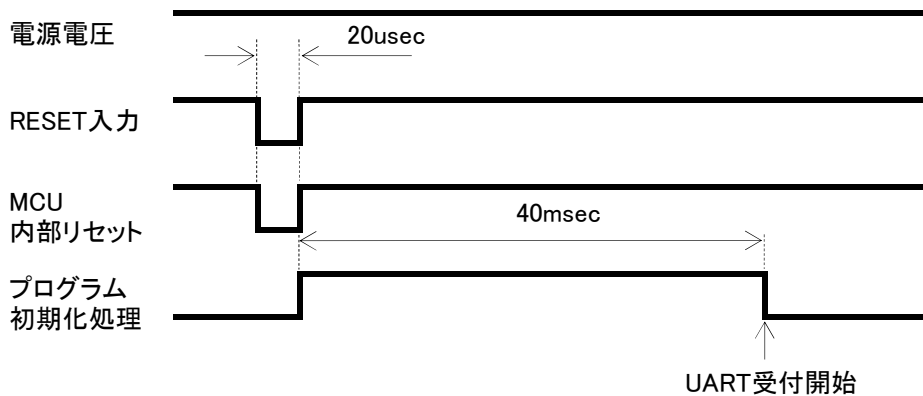 電源電圧
20usec
RESET入力
MCU
内部リセット
40msec
プログラム
初期化処理
UART受付開始